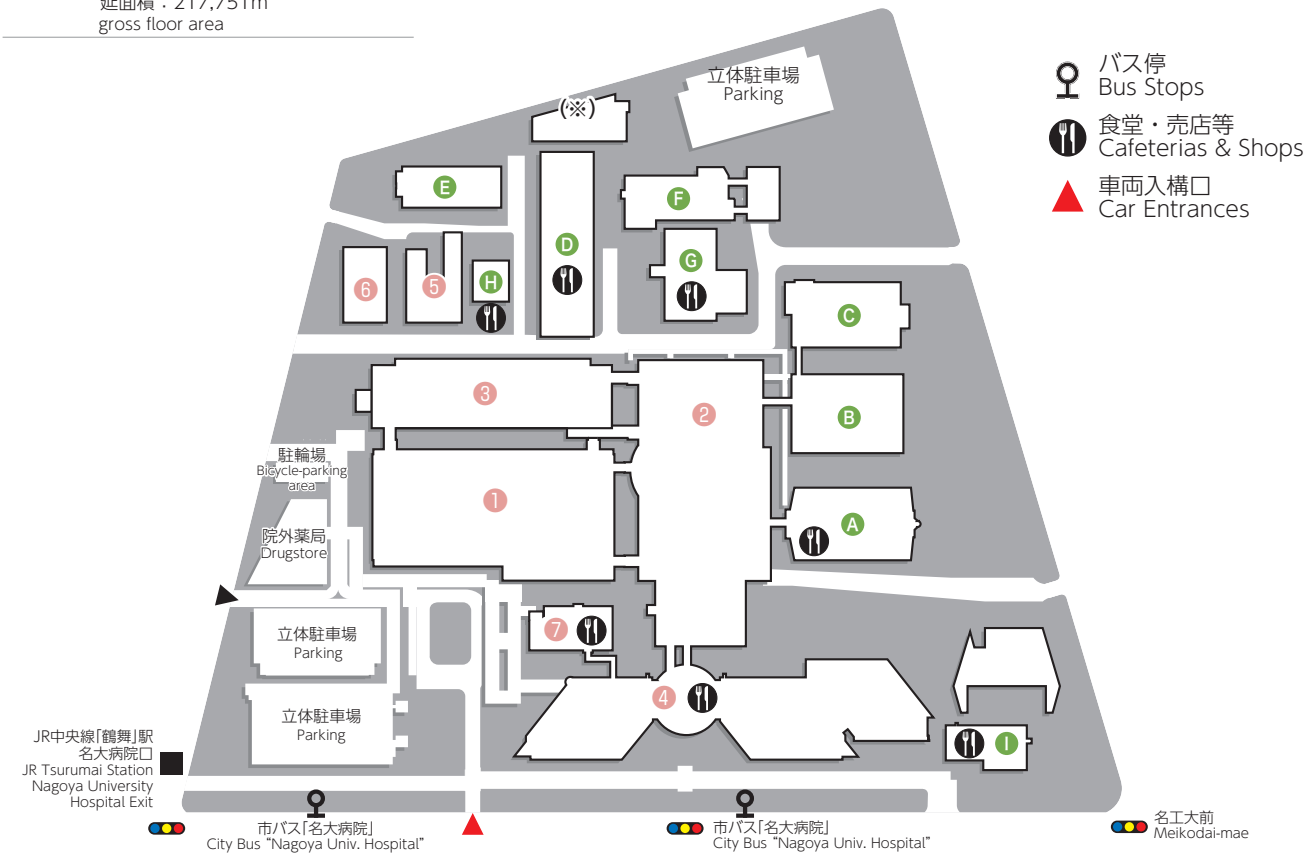 延面積：217,751m
gross floor area
バス停
Bus Stops
食堂・売店等
Cafeterias & Shops
車両入構口
Car Entrances
立体駐車場
Parking
(※)
E
F
D
G
H
6
5
C
3
2
B
1
A
駐輪場
Bicycle-parking
area
院外薬局
Drugstore
立体駐車場
Parking
7
4
立体駐車場
Parking
I
JR中央線「鶴舞」駅
名大病院口
JR Tsurumai Station
Nagoya University
Hospital Exit
市バス「名大病院」
City Bus “Nagoya Univ. Hospital”
市バス「名大病院」
City Bus “Nagoya Univ. Hospital”
名工大前
Meikodai-mae